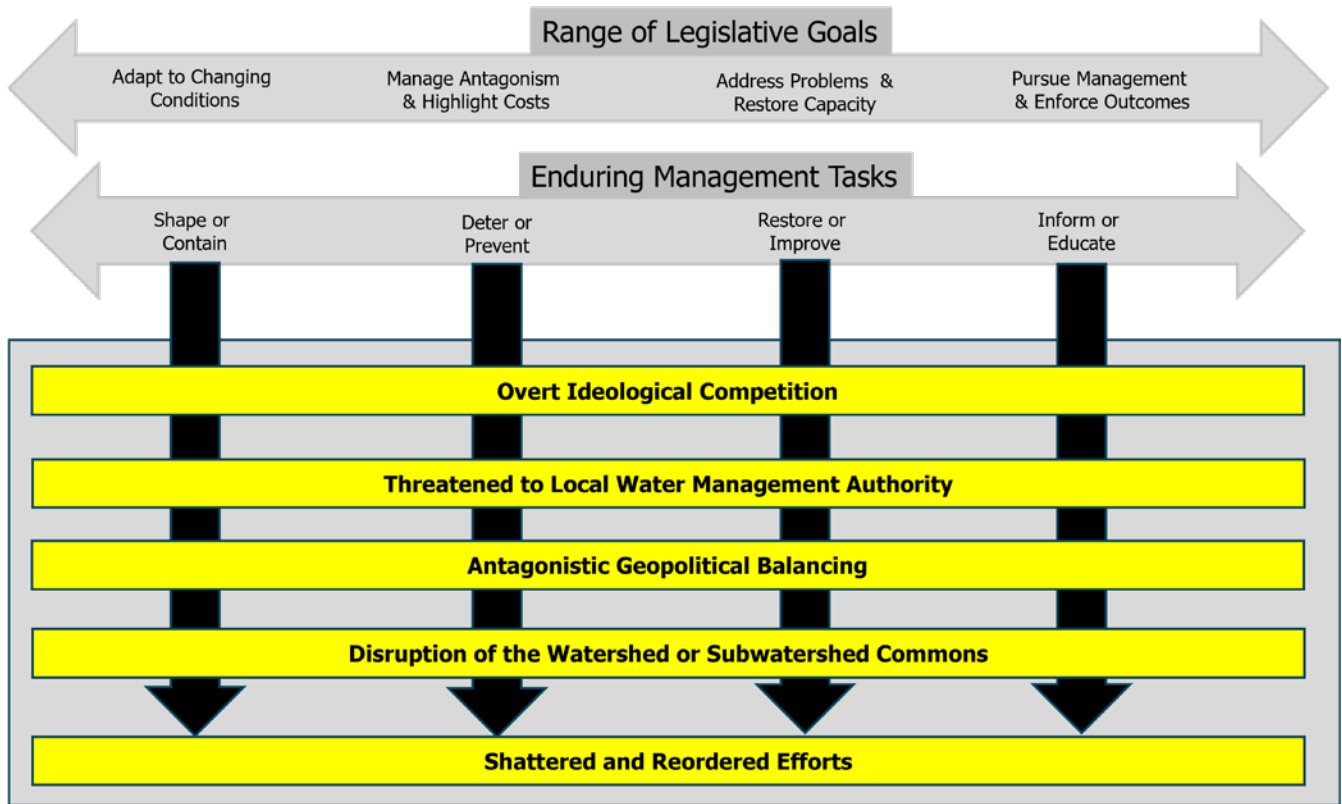 Range of Legislative Goals
Adapt to Changing
Conditions
Manage Antagonism
& Highlight Costs
Address Problems &
Restore Capacity
Pursue Management
& Enforce Outcomes
Enduring Management Tasks
Shape or
Contain
Deter or
Prevent
Restore or
Improve
Inform or
Educate
Overt Ideological Competition
Threatened to Local Water Management Authority
Antagonistic Geopolitical Balancing
Disruption of the Watershed or Subwatershed Commons
Shattered and Reordered Efforts